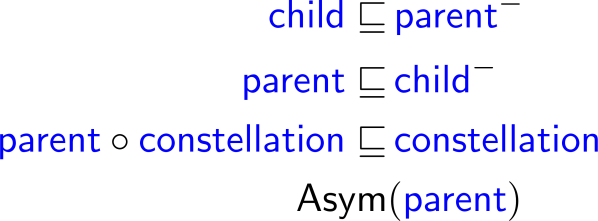 child ⊑ parent⁻
parent ⊑ child⁻
parent ∘ constellation ⊑ constellation
Asym(parent)